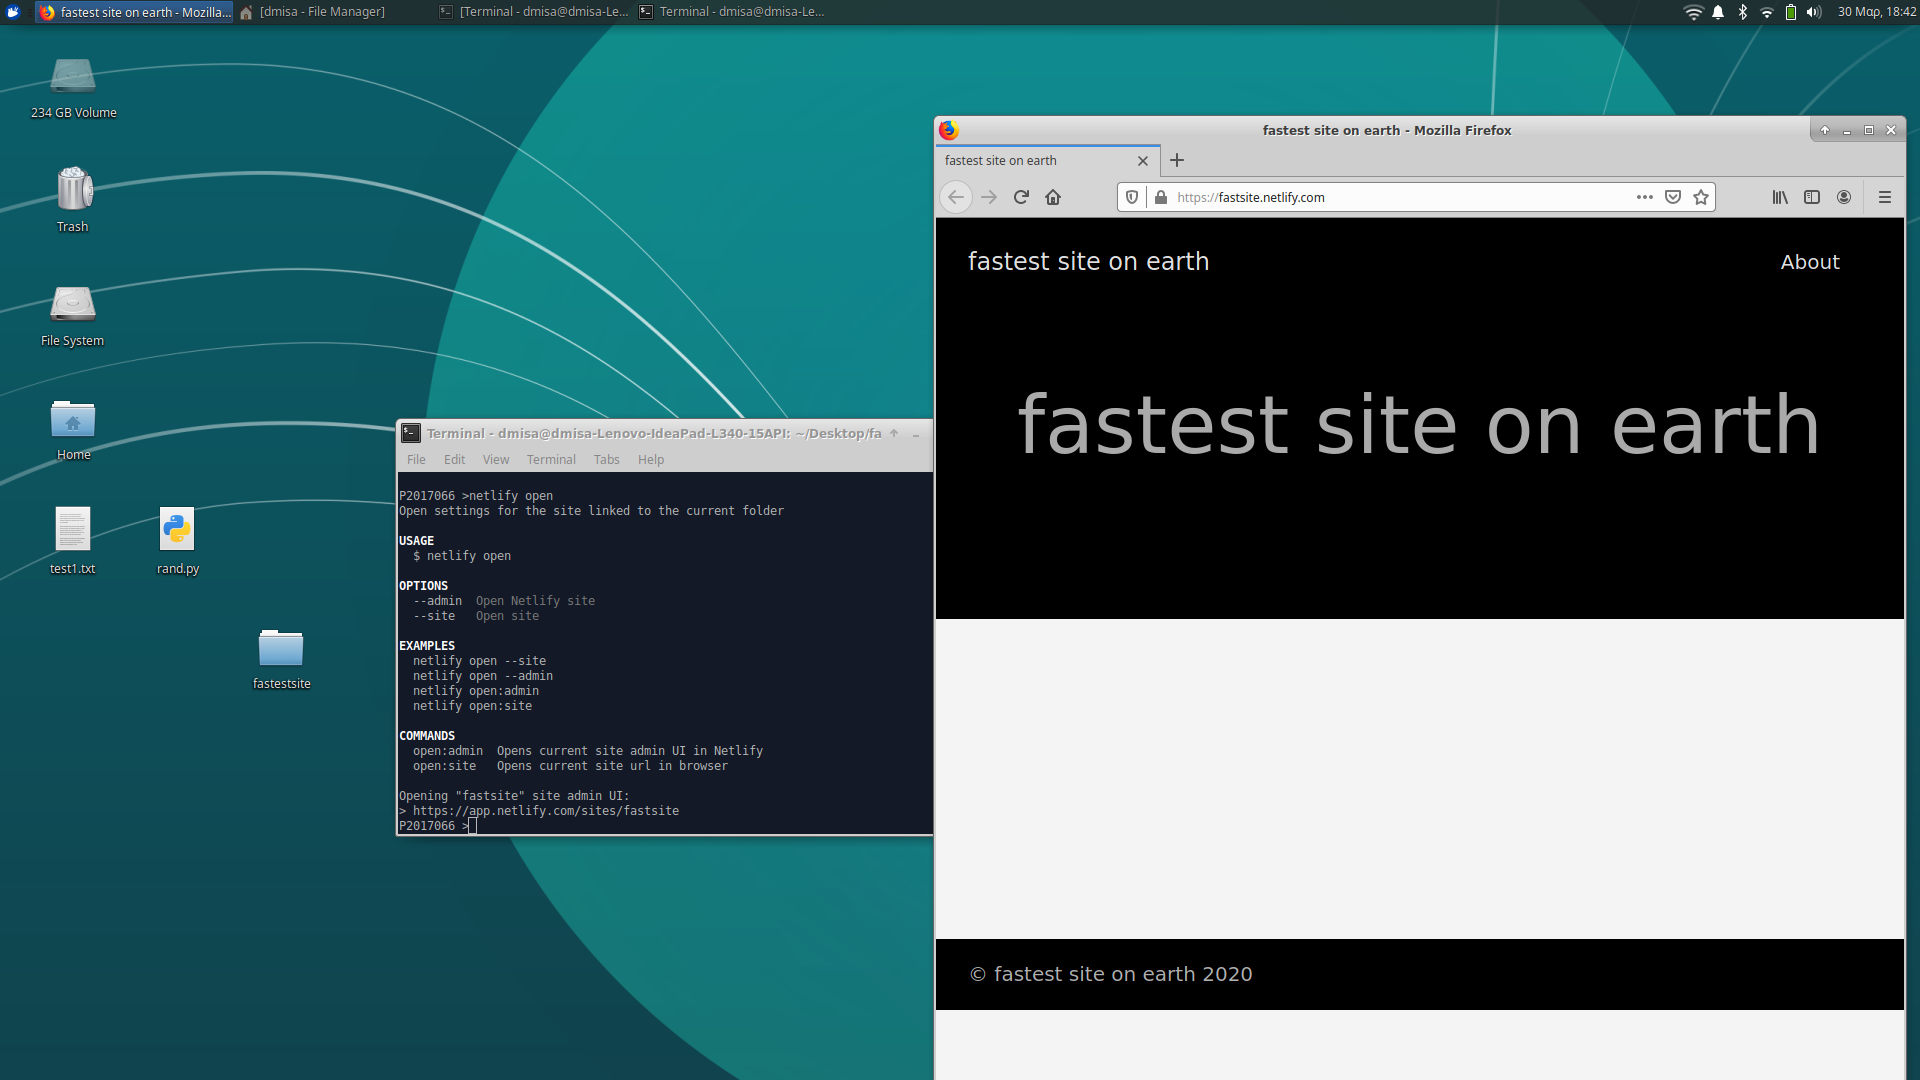 fastest site on earth - Mozilla...
[dmisa - File Manager]
[Terminal - dmisa@dmisa-Le...
Terminal - dmisa@dmisa-Le...
30 Μαρ, 18:42
234 GB Volume
Trash
File System
Home
test1.txt
rand.py
fastestsite
Terminal - dmisa@dmisa-Lenovo-IdeaPad-L340-15API: ~/Desktop/fa
File Edit View Terminal Tabs Help
P2017066 >netlify open
Open settings for the site linked to the current folder
USAGE
$ netlify open
OPTIONS
--admin Open Netlify site
--site Open site
EXAMPLES
netlify open --site
netlify open --admin
netlify open:admin
netlify open:site
COMMANDS
open:admin Opens current site admin UI in Netlify
open:site Opens current site url in browser
Opening "fastsite" site admin UI:
> https://app.netlify.com/sites/fastsite
P2017066 >
fastest site on earth - Mozilla Firefox
fastest site on earth
https://fastsite.netlify.com
fastest site on earth
About
fastest site on earth
© fastest site on earth 2020